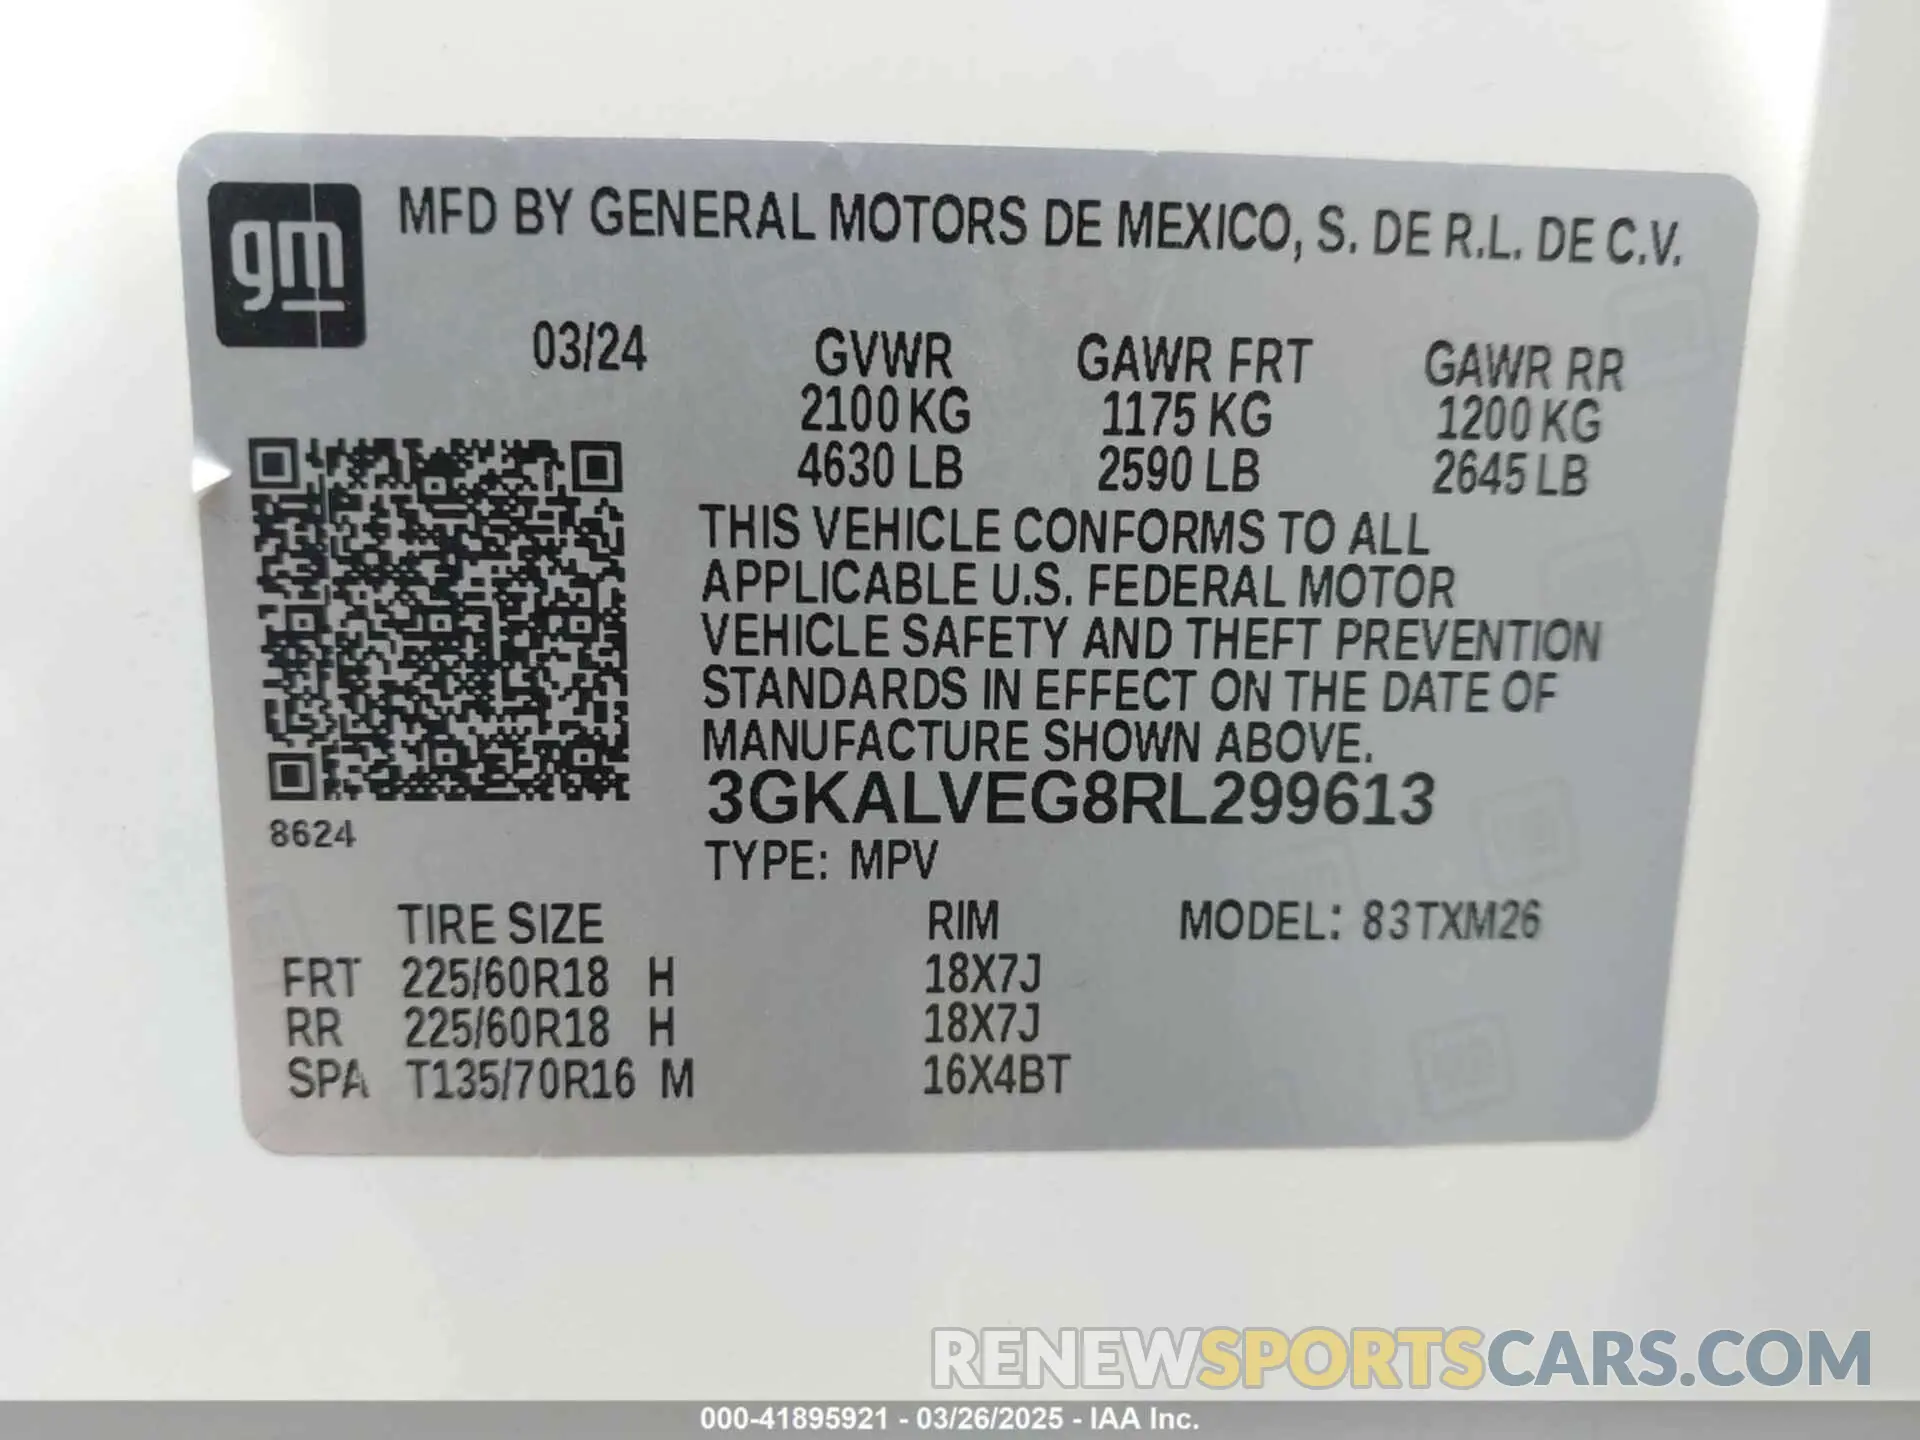 gm
MFD BY GENERAL MOTORS DE MEXICO, S. DE R.L. DE C.V.
03/24 GVWR GAWR FRT GAWR RR
2100 KG 1175 KG 1200 KG
4630 LB 2590 LB 2645 LB
THIS VEHICLE CONFORMS TO ALL
APPLICABLE U.S. FEDERAL MOTOR
VEHICLE SAFETY AND THEFT PREVENTION
STANDARDS IN EFFECT ON THE DATE OF
MANUFACTURE SHOWN ABOVE.
3GKALVEG8RL299613
8624
TYPE: MPV
TIRE SIZE RIM MODEL: 83TXM26
FRT 225/60R18 H 18X7J
RR 225/60R18 H 18X7J
SPA T135/70R16 M 16X4BT
RENEWSPORTSCARS.COM
000-41895921 - 03/26/2025 - IAA Inc.